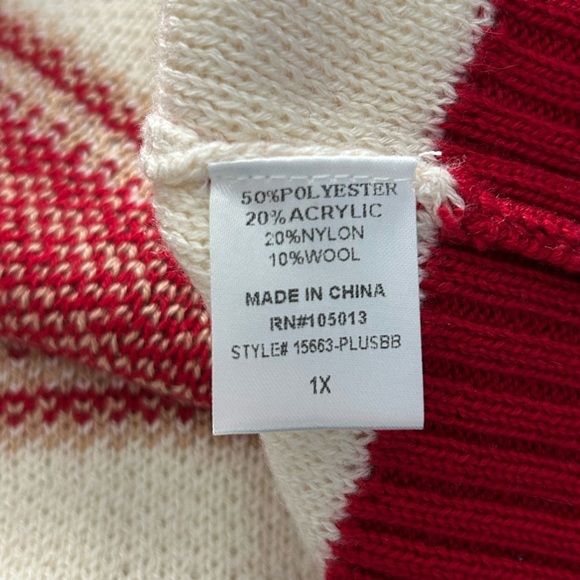 50%POLYESTER
20%ACRYLIC
20%NYLON
10%WOOL
MADE IN CHINA
RN#105013
STYLE# 15663-PLUSBB
1X